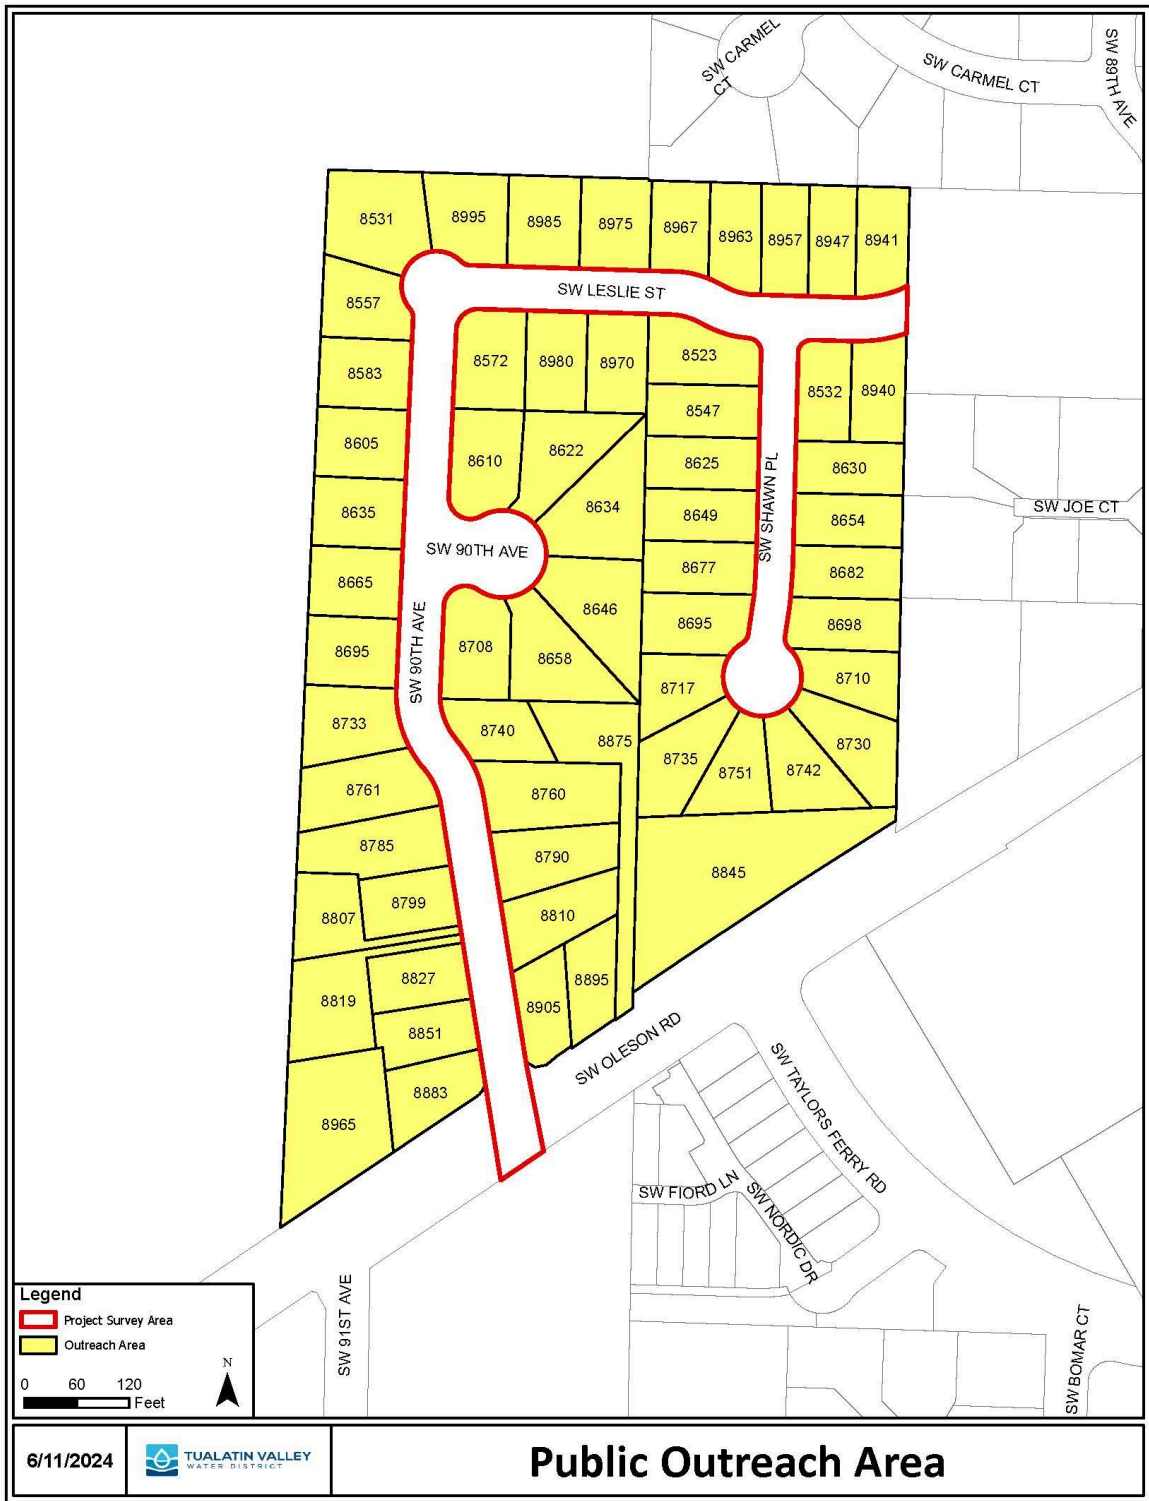 SW CARMEL
CT
SW CARMEL CT
SW 89TH AVE
8531
8995
8985
8975
8967
8963
8957
8947
8941
8557
SW LESLIE ST
8583
8572
8980
8970
8523
8532
8940
8547
8605
8610
8622
8625
8630
8634
8635
8649
8654
SW SHAWN PL
SW JOE CT
SW 90TH AVE
8665
8677
8682
8646
SW 90TH AVE
8695
8708
8658
8695
8698
8717
8710
8733
8740
8875
8735
8751
8742
8730
8761
8760
8785
8790
8845
8799
8807
8810
8827
8819
8895
8905
8851
8883
8965
SW OLESON RD
SW TAYLORS FERRY RD
SW FIORD LN
SW NORDIC DR
SW 91ST AVE
SW BOMAR CT
Legend
Project Survey Area
Outreach Area
N
0 60 120
Feet
6/11/2024
TUALATIN VALLEY
WATER DISTRICT
Public Outreach Area